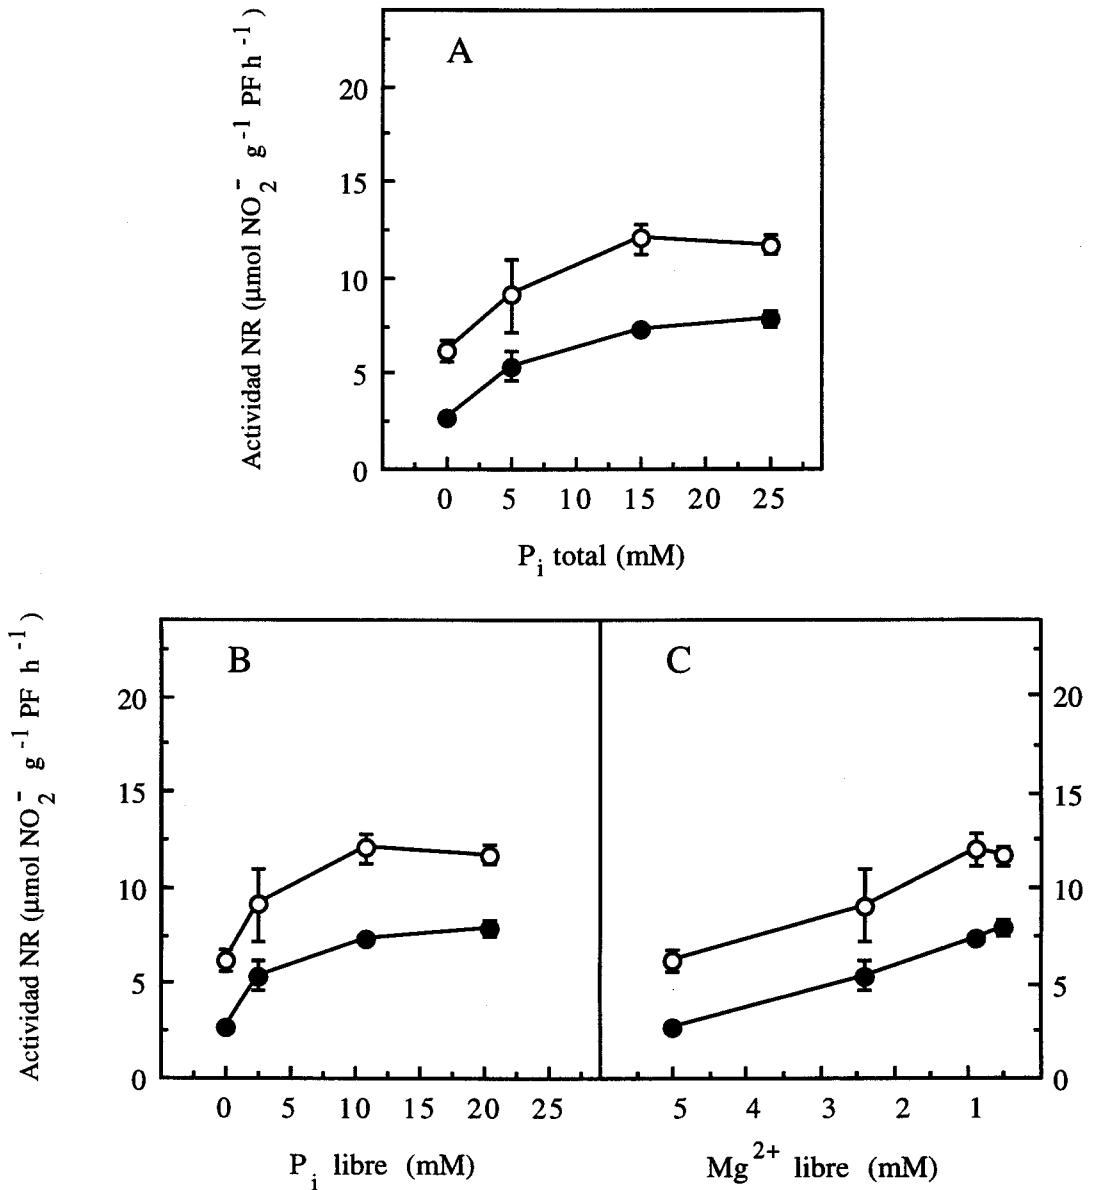 A
Actividad NR (μmol NO₂⁻ g⁻¹ PF h⁻¹)
20
15
10
5
0
0 5 10 15 20 25
Pᵢ total (mM)
B
C
Actividad NR (μmol NO₂⁻ g⁻¹ PF h⁻¹)
20
15
10
5
0
20
15
10
5
0
0 5 10 15 20 25
5 4 3 2 1
Pᵢ libre (mM)
Mg²⁺ libre (mM)